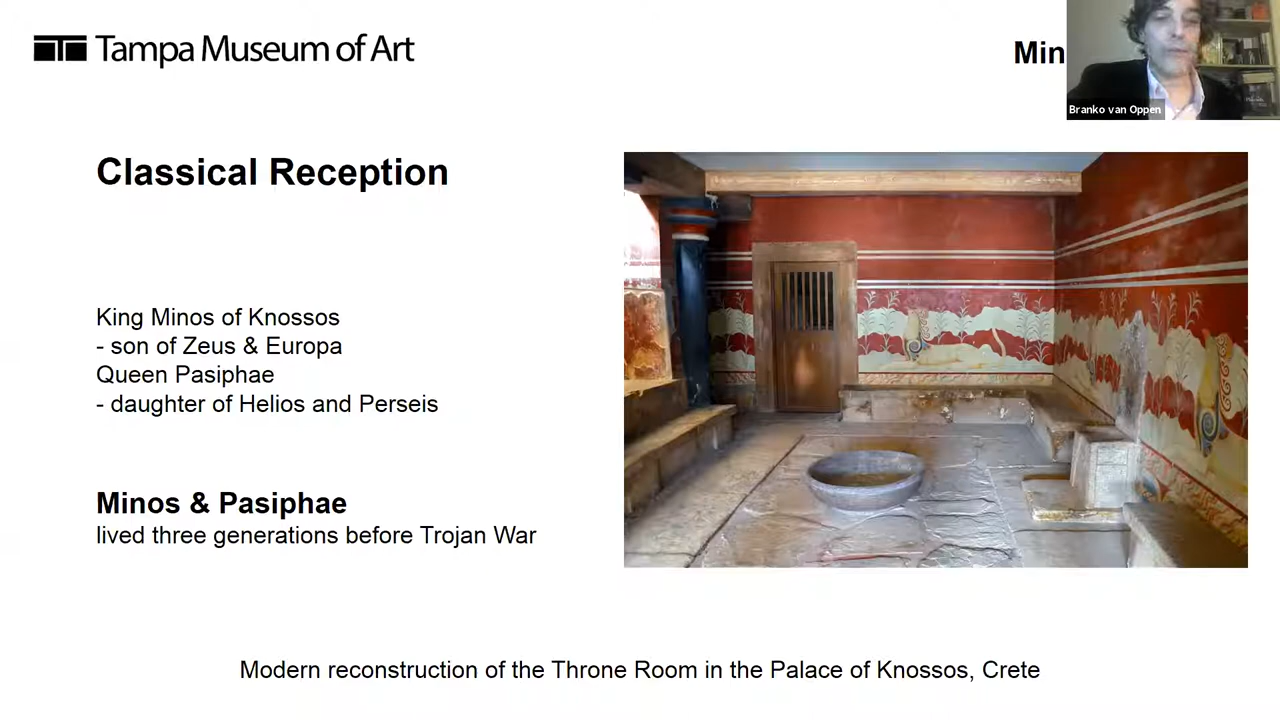 Tampa Museum of Art
Min
Branko van Oppen
Classical Reception
King Minos of Knossos
- son of Zeus & Europa
Queen Pasiphae
- daughter of Helios and Perseis
Minos & Pasiphae
lived three generations before Trojan War
Modern reconstruction of the Throne Room in the Palace of Knossos, Crete